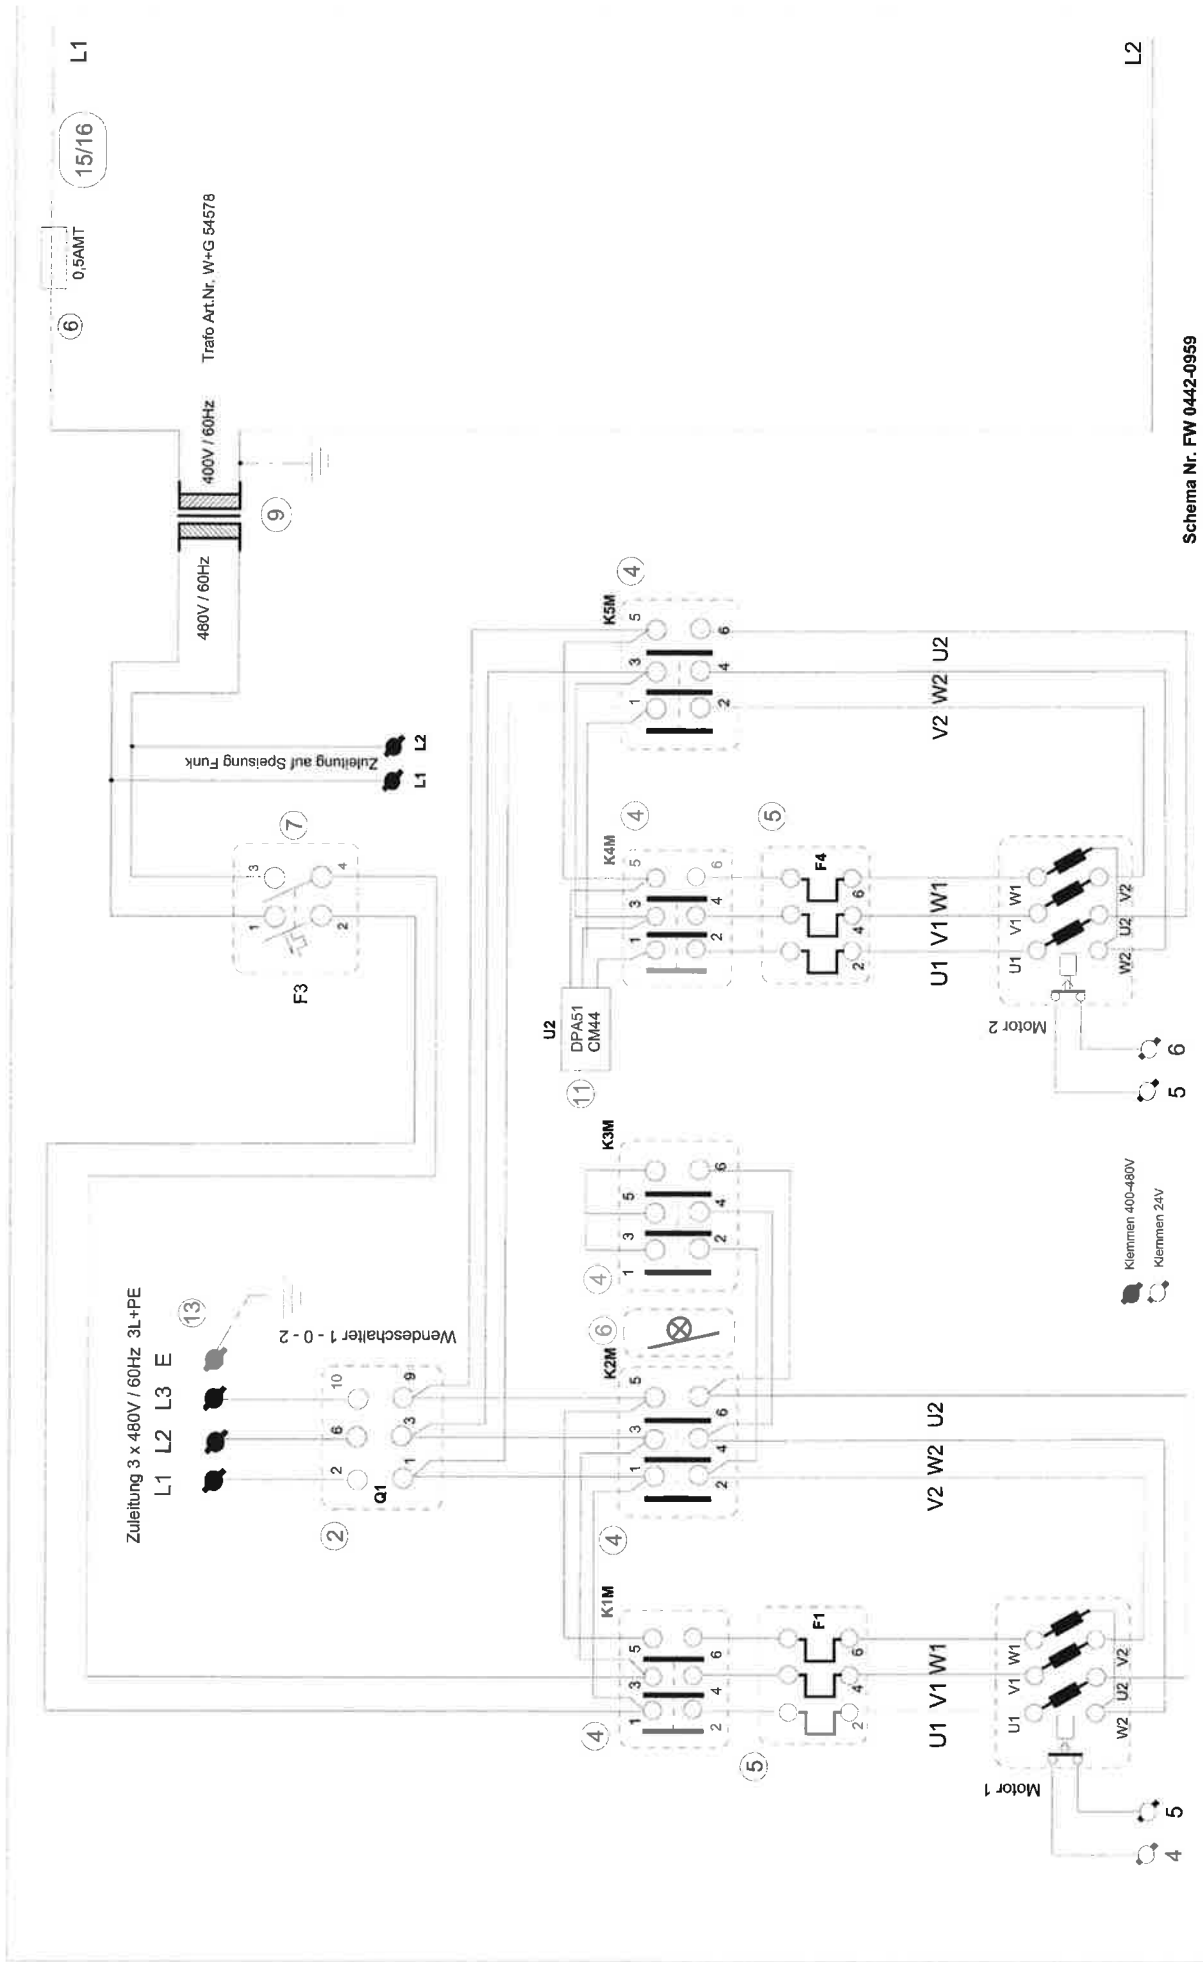 Zuleitung 3 x 480V / 60Hz 3L+PE
L1 L2 L3 E
13
2
Q1
2 6 10
1 3 9
Wendeschalter 1 - 0 - 2
F3
7
1 3
2 4
Zuleitung auf Speisung Funk
L1 L2
480V / 60Hz
400V / 60Hz
Trafo Art.Nr. W+G 54578
9
6
0,5AMT
15/16
L1
L2
K1M
4
1 3 5
2 4 6
K2M
4
1 3 5
2 4 6
6
K3M
4
1 3 5
2 4 6
U2
DPA51
CM44
11
K4M
4
1 3 5
2 4 6
K5M
4
1 3 5
2 4 6
5
F1
2 4 6
5
F4
2 4 6
U1 V1 W1
V2 W2 U2
U1 V1 W1
V2 W2 U2
Motor 1
U1 V1 W1
W2 U2 V2
4 5
Motor 2
U1 V1 W1
W2 U2 V2
5 6
Klemmen 400-480V
Klemmen 24V
Schema Nr. FW 0442-0959